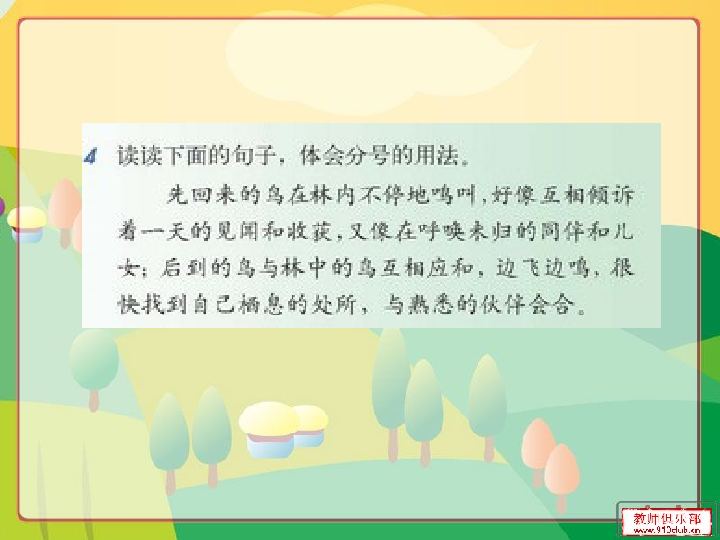 4 读读下面的句子，体会分号的用法。
先回来的鸟在林内不停地鸣叫，好像互相倾诉
着一天的见闻和收获，又像在呼唤未归的同伴和儿
女；后到的鸟与林中的鸟互相应和，边飞边鸣，很
快找到自己栖息的处所，与熟悉的伙伴会合。
教师俱乐部
www.910club.cn